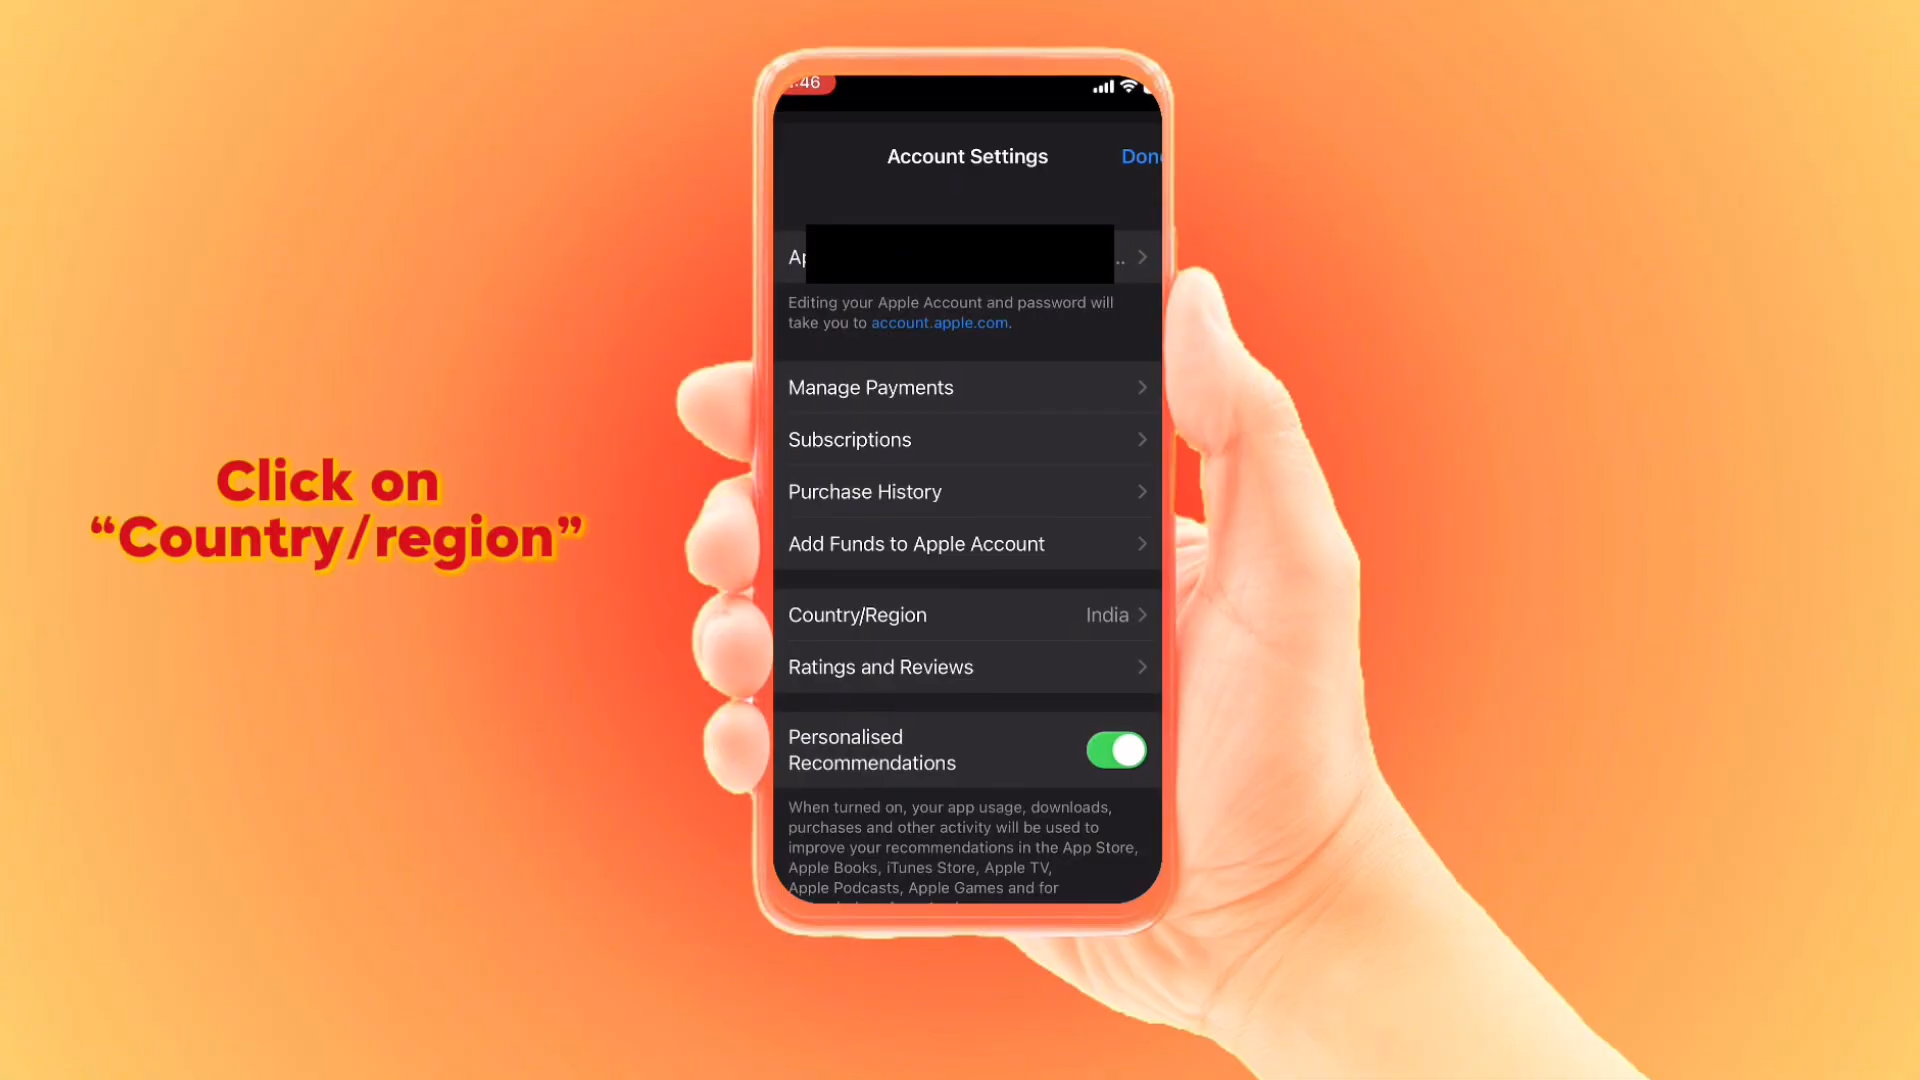 Click on
“Country/region”
:46
Account Settings
Don
Ap
..
Editing your Apple Account and password will
take you to account.apple.com.
Manage Payments
Subscriptions
Purchase History
Add Funds to Apple Account
Country/Region India
Ratings and Reviews
Personalised
Recommendations
When turned on, your app usage, downloads,
purchases and other activity will be used to
improve your recommendations in the App Store,
Apple Books, iTunes Store, Apple TV,
Apple Podcasts, Apple Games and for